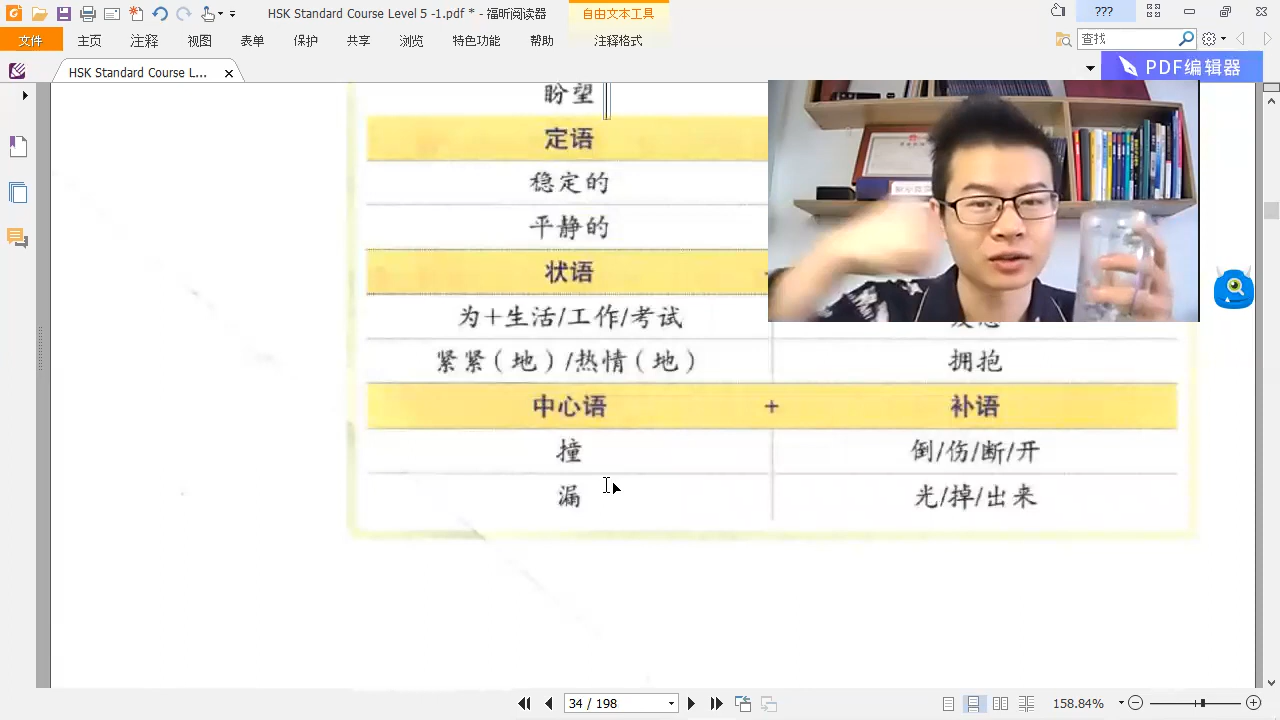 HSK Standard Course Level 5 -1.pdf * - 福昕阅读器
自由文本工具
???
文件 主页 注释 视图 表单 保护 共享 浏览 特色功能 帮助 注释格式
查找
HSK Standard Course L...
PDF编辑器
盼望
定语
稳定的
平静的
状语
为＋生活/工作/考试
紧紧（地）/热情（地） 拥抱
中心语 + 补语
撞 倒/伤/断/开
漏 光/掉/出来
34 / 198
158.84%